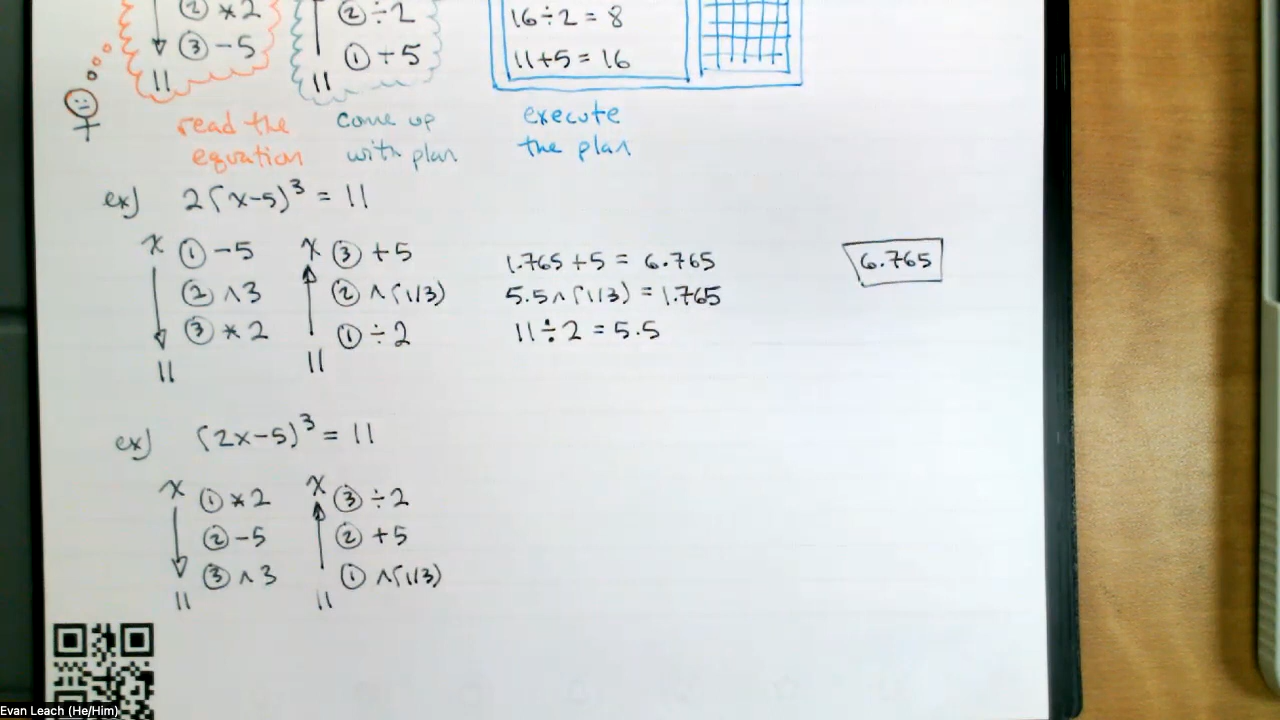 ② *2
③ -5
11
② ÷2
① +5
11
16÷2 = 8
11+5 = 16
read the equation
come up with plan
execute the plan
ex) 2(x-5)³ = 11
x ① -5
② ^3
③ *2
11
x ③ +5
② ^(1/3)
① ÷2
11
1.765 +5 = 6.765
5.5^(1/3) = 1.765
11÷2 = 5.5
6.765
ex) (2x-5)³ = 11
x ① *2
② -5
③ ^3
11
x ③ ÷2
② +5
① ^(1/3)
11
Evan Leach (He/Him)